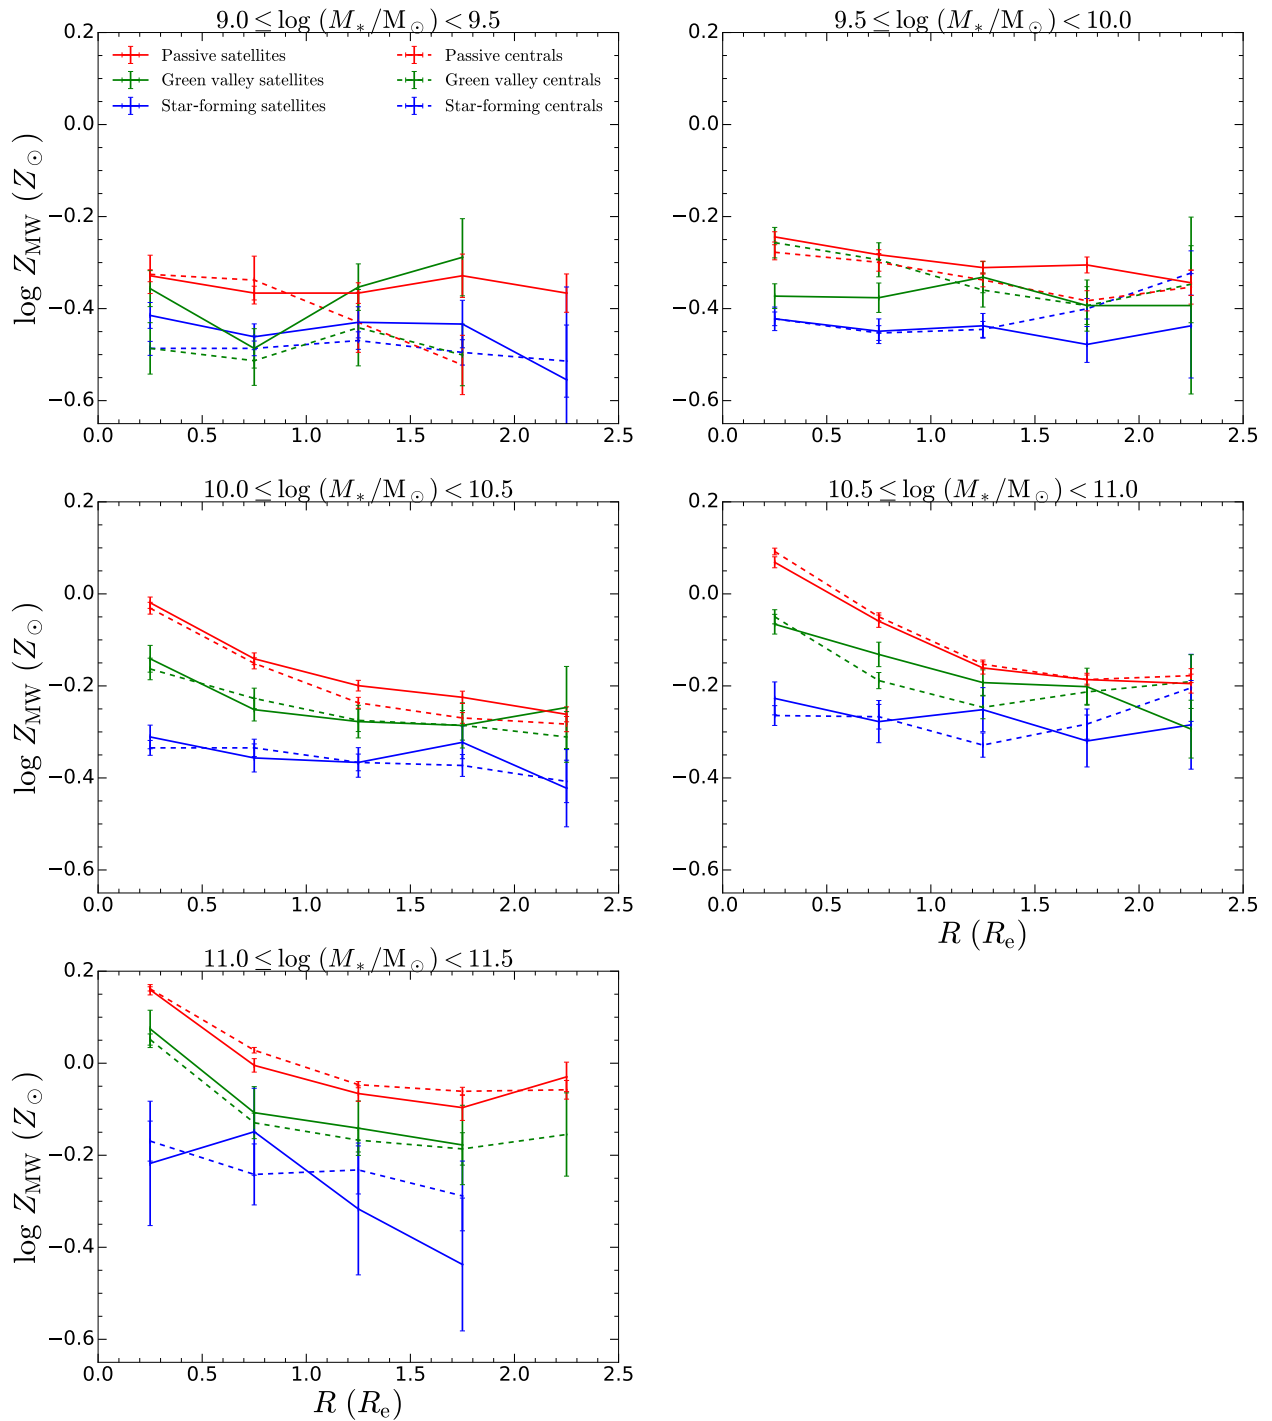 9.0 ≤ log (M∗/M⊙) < 9.5
9.5 ≤ log (M∗/M⊙) < 10.0
0.2
0.0
−0.2
−0.4
−0.6
log Z_MW (Z⊙)
Passive satellites
Green valley satellites
Star-forming satellites
Passive centrals
Green valley centrals
Star-forming centrals
0.0 0.5 1.0 1.5 2.0 2.5
0.2
0.0
−0.2
−0.4
−0.6
0.0 0.5 1.0 1.5 2.0 2.5
10.0 ≤ log (M∗/M⊙) < 10.5
10.5 ≤ log (M∗/M⊙) < 11.0
0.2
0.0
−0.2
−0.4
−0.6
log Z_MW (Z⊙)
0.0 0.5 1.0 1.5 2.0 2.5
0.2
0.0
−0.2
−0.4
−0.6
0.0 0.5 1.0 1.5 2.0 2.5
R (R_e)
11.0 ≤ log (M∗/M⊙) < 11.5
0.2
0.0
−0.2
−0.4
−0.6
log Z_MW (Z⊙)
0.0 0.5 1.0 1.5 2.0 2.5
R (R_e)